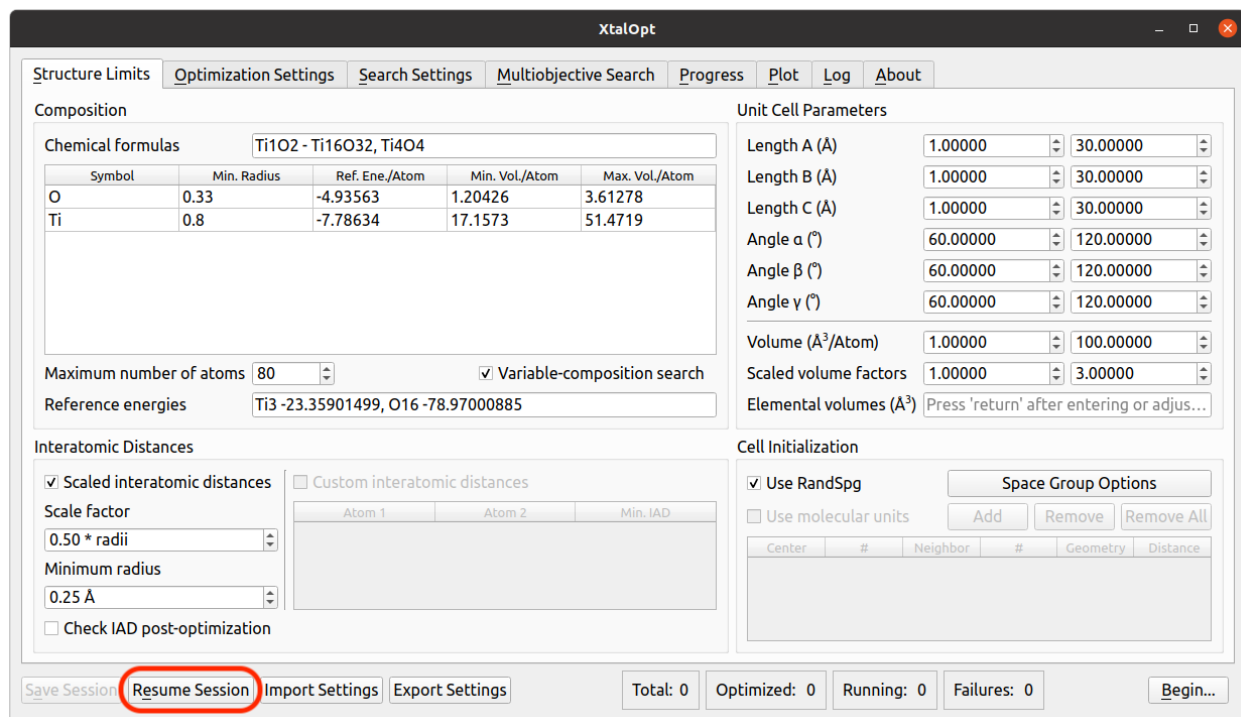 XtalOpt
Structure Limits Optimization Settings Search Settings Multiobjective Search Progress Plot Log About
Composition
Chemical formulas Ti1O2 - Ti16O32, Ti4O4
Symbol Min. Radius Ref. Ene./Atom Min. Vol./Atom Max. Vol./Atom
O 0.33 -4.93563 1.20426 3.61278
Ti 0.8 -7.78634 17.1573 51.4719
Maximum number of atoms 80 Variable-composition search
Reference energies Ti3 -23.35901499, O16 -78.97000885
Unit Cell Parameters
Length A (Å) 1.00000 30.00000
Length B (Å) 1.00000 30.00000
Length C (Å) 1.00000 30.00000
Angle α (°) 60.00000 120.00000
Angle β (°) 60.00000 120.00000
Angle γ (°) 60.00000 120.00000
Volume (Å³/Atom) 1.00000 100.00000
Scaled volume factors 1.00000 3.00000
Elemental volumes (Å³) Press 'return' after entering or adjus...
Interatomic Distances
Scaled interatomic distances
Scale factor
0.50 * radii
Minimum radius
0.25 Å
Check IAD post-optimization
Custom interatomic distances
Atom 1 Atom 2 Min. IAD
Cell Initialization
Use RandSpg Space Group Options
Use molecular units Add Remove Remove All
Center # Neighbor # Geometry Distance
Save Session Resume Session Import Settings Export Settings Total: 0 Optimized: 0 Running: 0 Failures: 0 Begin...